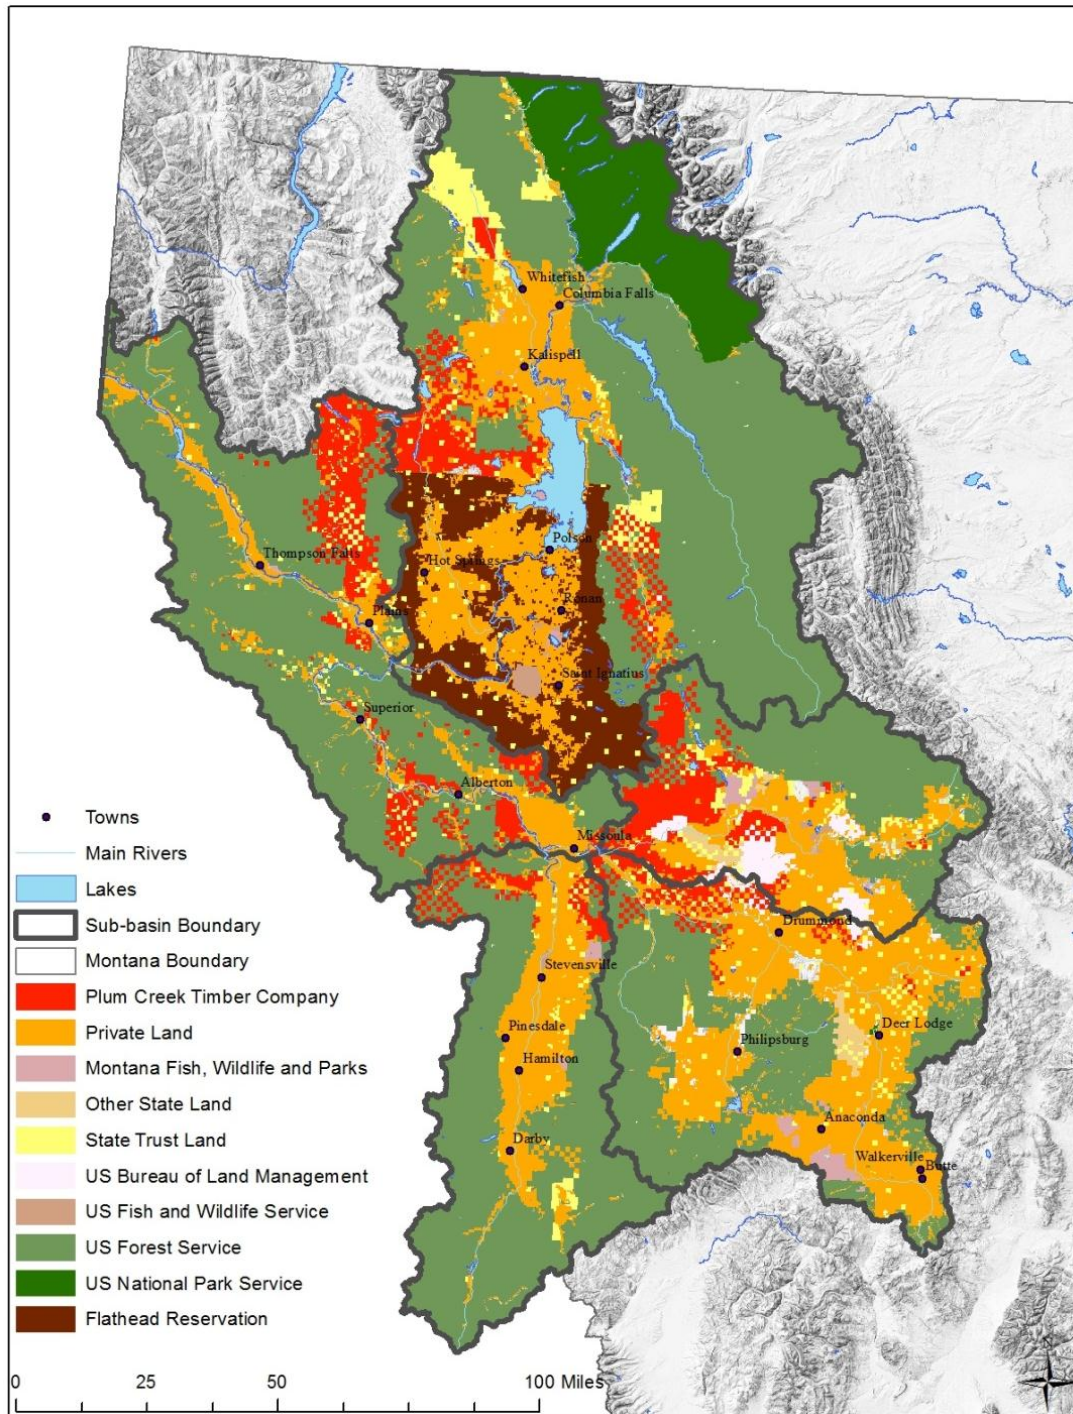 Whitefish
Columbia Falls
Kalispell
Polson
Thompson Falls
Hot Springs
Ronan
Plains
Saint Ignatius
Superior
Alberton
Missoula
Drummond
Stevensville
Deer Lodge
Pinesdale
Philipsburg
Hamilton
Anaconda
Darby
Walkerville
Butte
Towns
Main Rivers
Lakes
Sub-basin Boundary
Montana Boundary
Plum Creek Timber Company
Private Land
Montana Fish, Wildlife and Parks
Other State Land
State Trust Land
US Bureau of Land Management
US Fish and Wildlife Service
US Forest Service
US National Park Service
Flathead Reservation
0 25 50 100 Miles